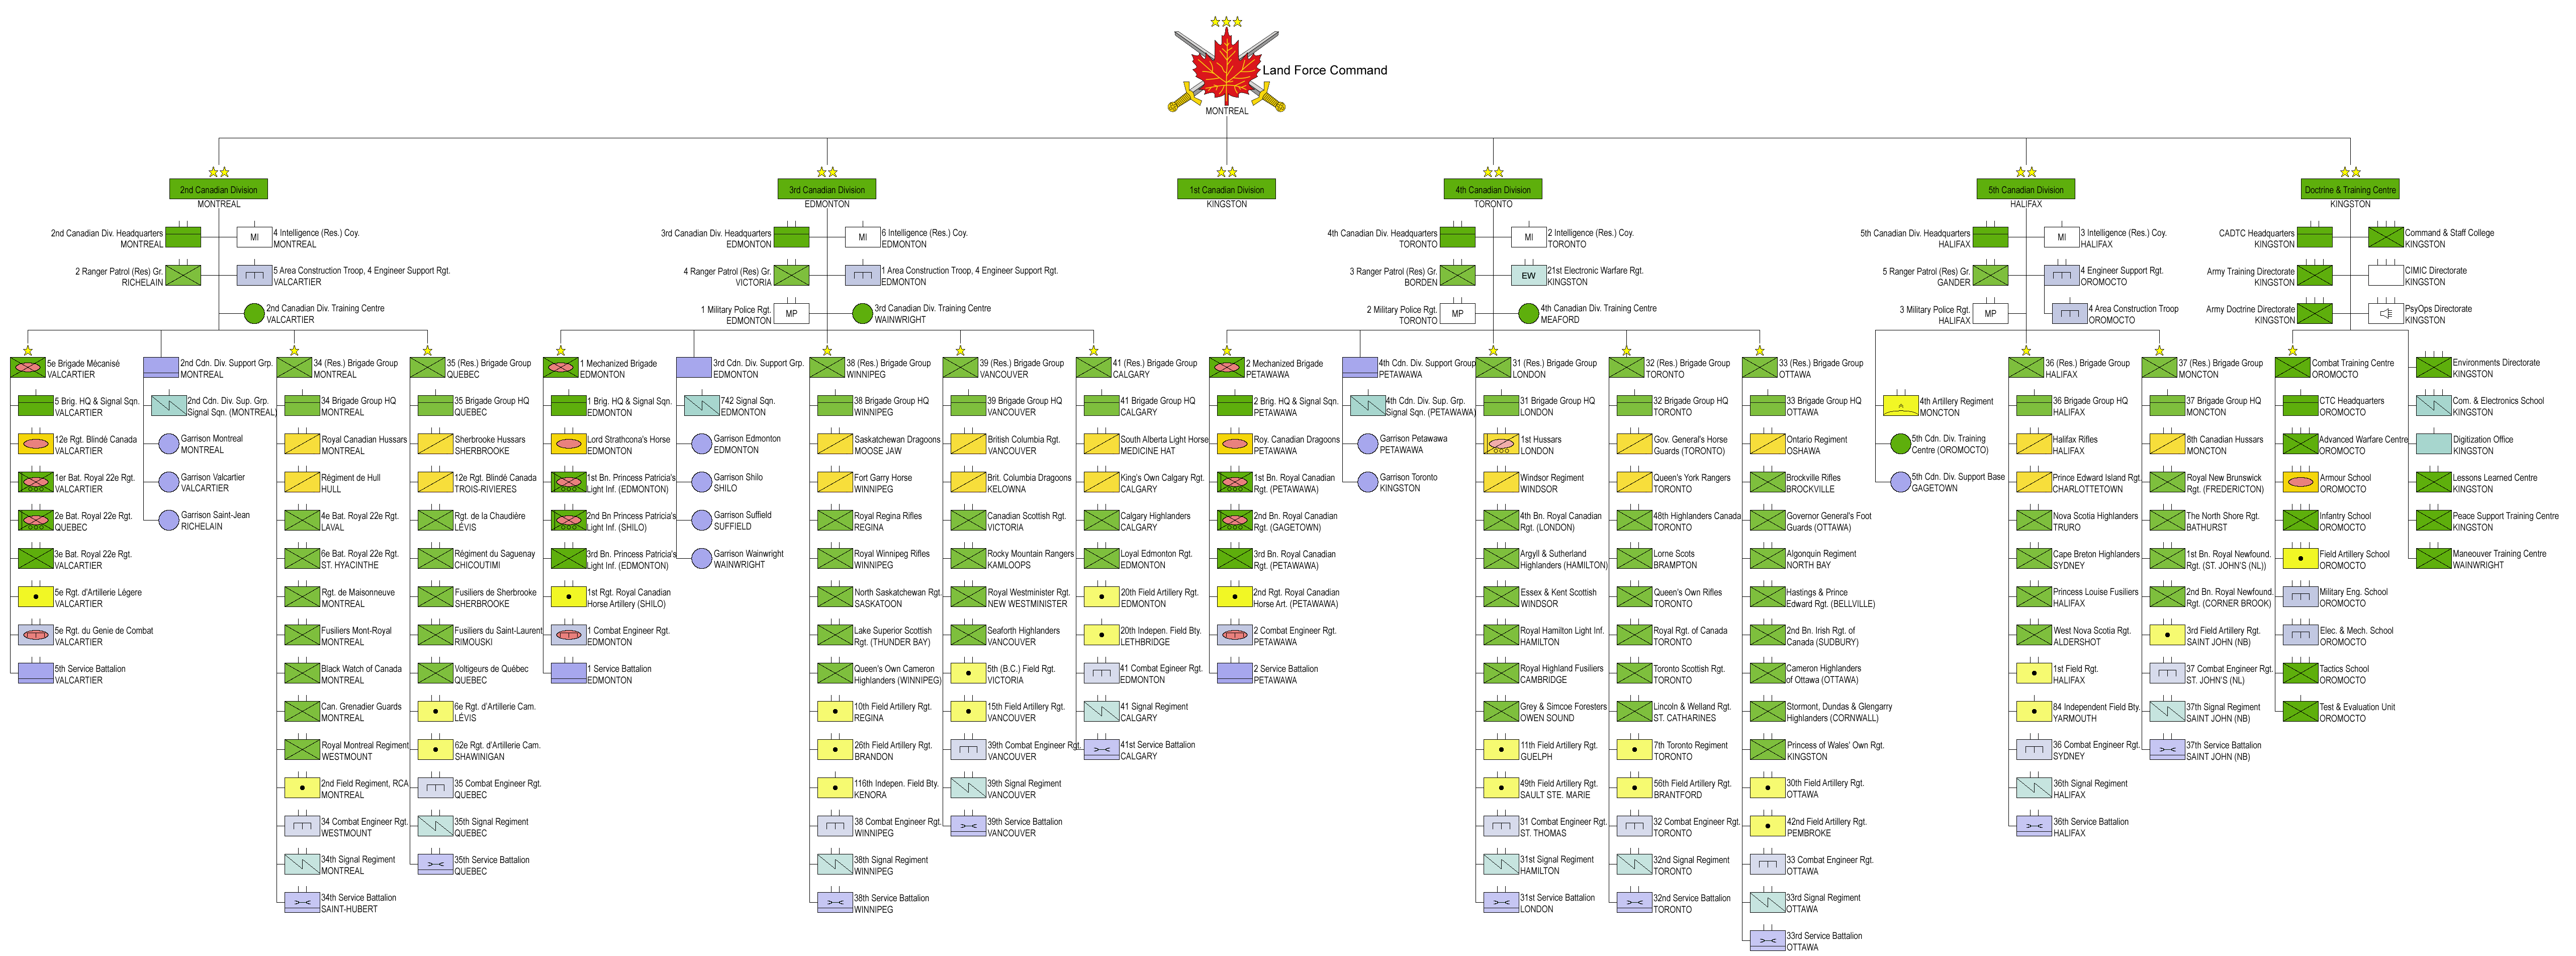 Land Force Command
MONTREAL
2nd Canadian Division
MONTREAL
2nd Canadian Div. Headquarters
MONTREAL
MI
4 Intelligence (Res.) Coy.
MONTREAL
2 Ranger Patrol (Res) Gr.
RICHELAIN
5 Area Construction Troop, 4 Engineer Support Rgt.
VALCARTIER
2nd Canadian Div. Training Centre
VALCARTIER
5e Brigade Mécanisé
VALCARTIER
5 Brig. HQ & Signal Sqn.
VALCARTIER
12e Rgt. Blindé Canada
VALCARTIER
1er Bat. Royal 22e Rgt.
VALCARTIER
2e Bat. Royal 22e Rgt.
QUEBEC
3e Bat. Royal 22e Rgt.
VALCARTIER
5e Rgt. d'Artillerie Légere
VALCARTIER
5e Rgt. du Genie de Combat
VALCARTIER
5th Service Battalion
VALCARTIER
2nd Cdn. Div. Support Grp.
MONTREAL
2nd Cdn. Div. Sup. Grp.
Signal Sqn. (MONTREAL)
Garrison Montreal
MONTREAL
Garrison Valcartier
VALCARTIER
Garrison Saint-Jean
RICHELAIN
34 (Res.) Brigade Group
MONTREAL
34 Brigade Group HQ
MONTREAL
Royal Canadian Hussars
MONTREAL
Régiment de Hull
HULL
4e Bat. Royal 22e Rgt.
LAVAL
6e Bat. Royal 22e Rgt.
ST. HYACINTHE
Rgt. de Maisonneuve
MONTREAL
Fusiliers Mont-Royal
MONTREAL
Black Watch of Canada
MONTREAL
Can. Grenadier Guards
MONTREAL
Royal Montreal Regiment
WESTMOUNT
2nd Field Regiment, RCA
MONTREAL
34 Combat Engineer Rgt.
WESTMOUNT
34th Signal Regiment
MONTREAL
34th Service Battalion
SAINT-HUBERT
35 (Res.) Brigade Group
QUEBEC
35 Brigade Group HQ
QUEBEC
Sherbrooke Hussars
SHERBROOKE
12e Rgt. Blindé Canada
TROIS-RIVIERES
Rgt. de la Chaudière
LÉVIS
Régiment du Saguenay
CHICOUTIMI
Fusiliers de Sherbrooke
SHERBROOKE
Fusiliers du Saint-Laurent
RIMOUSKI
Voltigeurs de Québec
QUEBEC
6e Rgt. d'Artillerie Cam.
LÉVIS
62e Rgt. d'Artillerie Cam.
SHAWINIGAN
35 Combat Engineer Rgt.
QUEBEC
35th Signal Regiment
QUEBEC
35th Service Battalion
QUEBEC
3rd Canadian Division
EDMONTON
3rd Canadian Div. Headquarters
EDMONTON
MI
6 Intelligence (Res.) Coy.
EDMONTON
4 Ranger Patrol (Res) Gr.
VICTORIA
1 Area Construction Troop, 4 Engineer Support Rgt.
EDMONTON
1 Military Police Rgt.
EDMONTON
MP
3rd Canadian Div. Training Centre
WAINWRIGHT
1 Mechanized Brigade
EDMONTON
1 Brig. HQ & Signal Sqn.
EDMONTON
Lord Strathcona's Horse
EDMONTON
1st Bn. Princess Patricia's
Light Inf. (EDMONTON)
2nd Bn Princess Patricia's
Light Inf. (SHILO)
3rd Bn. Princess Patricia's
Light Inf. (EDMONTON)
1st Rgt. Royal Canadian
Horse Artillery (SHILO)
1 Combat Engineer Rgt.
EDMONTON
1 Service Battalion
EDMONTON
3rd Cdn. Div. Support Grp.
EDMONTON
742 Signal Sqn.
EDMONTON
Garrison Edmonton
EDMONTON
Garrison Shilo
SHILO
Garrison Suffield
SUFFIELD
Garrison Wainwright
WAINWRIGHT
38 (Res.) Brigade Group
WINNIPEG
38 Brigade Group HQ
WINNIPEG
Saskatchewan Dragoons
MOOSE JAW
Fort Garry Horse
WINNIPEG
Royal Regina Rifles
REGINA
Royal Winnipeg Rifles
WINNIPEG
North Saskatchewan Rgt.
SASKATOON
Lake Superior Scottish
Rgt. (THUNDER BAY)
Queen's Own Cameron
Highlanders (WINNIPEG)
10th Field Artillery Rgt.
REGINA
26th Field Artillery Rgt.
BRANDON
116th Indepen. Field Bty.
KENORA
38 Combat Engineer Rgt.
WINNIPEG
38th Signal Regiment
WINNIPEG
38th Service Battalion
WINNIPEG
39 (Res.) Brigade Group
VANCOUVER
39 Brigade Group HQ
VANCOUVER
British Columbia Rgt.
VANCOUVER
Brit. Columbia Dragoons
KELOWNA
Canadian Scottish Rgt.
VICTORIA
Rocky Mountain Rangers
KAMLOOPS
Royal Westminster Rgt.
NEW WESTMINISTER
Seaforth Highlanders
VANCOUVER
5th (B.C.) Field Rgt.
VICTORIA
15th Field Artillery Rgt.
VANCOUVER
39th Combat Engineer Rgt.
VANCOUVER
39th Signal Regiment
VANCOUVER
39th Service Battalion
VANCOUVER
41 (Res.) Brigade Group
CALGARY
41 Brigade Group HQ
CALGARY
South Alberta Light Horse
MEDICINE HAT
King's Own Calgary Rgt.
CALGARY
Calgary Highlanders
CALGARY
Loyal Edmonton Rgt.
EDMONTON
20th Field Artillery Rgt.
EDMONTON
20th Indepen. Field Bty.
LETHBRIDGE
41 Combat Egineer Rgt.
EDMONTON
41 Signal Regiment
CALGARY
41st Service Battalion
CALGARY
1st Canadian Division
KINGSTON
4th Canadian Division
TORONTO
4th Canadian Div. Headquarters
TORONTO
MI
2 Intelligence (Res.) Coy.
TORONTO
3 Ranger Patrol (Res) Gr.
BORDEN
EW
21st Electronic Warfare Rgt.
KINGSTON
2 Military Police Rgt.
TORONTO
MP
4th Canadian Div. Training Centre
MEAFORD
2 Mechanized Brigade
PETAWAWA
2 Brig. HQ & Signal Sqn.
PETAWAWA
Roy. Canadian Dragoons
PETAWAWA
1st Bn. Royal Canadian
Rgt. (PETAWAWA)
2nd Bn. Royal Canadian
Rgt. (GAGETOWN)
3rd Bn. Royal Canadian
Rgt. (PETAWAWA)
2nd Rgt. Royal Canadian
Horse Art. (PETAWAWA)
2 Combat Engineer Rgt.
PETAWAWA
2 Service Battalion
PETAWAWA
4th Cdn. Div. Support Group
PETAWAWA
4th Cdn. Div. Sup. Grp.
Signal Sqn. (PETAWAWA)
Garrison Petawawa
PETAWAWA
Garrison Toronto
KINGSTON
31 (Res.) Brigade Group
LONDON
31 Brigade Group HQ
LONDON
1st Hussars
LONDON
Windsor Regiment
WINDSOR
4th Bn. Royal Canadian
Rgt. (LONDON)
Argyll & Sutherland
Highlanders (HAMILTON)
Essex & Kent Scottish
WINDSOR
Royal Hamilton Light Inf.
HAMILTON
Royal Highland Fusiliers
CAMBRIDGE
Grey & Simcoe Foresters
OWEN SOUND
11th Field Artillery Rgt.
GUELPH
49th Field Artillery Rgt.
SAULT STE. MARIE
31 Combat Engineer Rgt.
ST. THOMAS
31st Signal Regiment
HAMILTON
31st Service Battalion
LONDON
32 (Res.) Brigade Group
TORONTO
32 Brigade Group HQ
TORONTO
Gov. General's Horse
Guards (TORONTO)
Queen's York Rangers
TORONTO
48th Highlanders Canada
TORONTO
Lorne Scots
BRAMPTON
Queen's Own Rifles
TORONTO
Royal Rgt. of Canada
TORONTO
Toronto Scottish Rgt.
TORONTO
Lincoln & Welland Rgt.
ST. CATHARINES
7th Toronto Regiment
TORONTO
56th Field Artillery Rgt.
BRANTFORD
32 Combat Engineer Rgt.
TORONTO
32nd Signal Regiment
TORONTO
32nd Service Battalion
TORONTO
33 (Res.) Brigade Group
OTTAWA
33 Brigade Group HQ
OTTAWA
Ontario Regiment
OSHAWA
Brockville Rifles
BROCKVILLE
Governor General's Foot
Guards (OTTAWA)
Algonquin Regiment
NORTH BAY
Hastings & Prince
Edward Rgt. (BELLVILLE)
2nd Bn. Irish Rgt. of
Canada (SUDBURY)
Cameron Highlanders
of Ottawa (OTTAWA)
Stormont, Dundas & Glengarry
Highlanders (CORNWALL)
Princess of Wales' Own Rgt.
KINGSTON
30th Field Artillery Rgt.
OTTAWA
42nd Field Artillery Rgt.
PEMBROKE
33 Combat Engineer Rgt.
OTTAWA
33rd Signal Regiment
OTTAWA
33rd Service Battalion
OTTAWA
5th Canadian Division
HALIFAX
5th Canadian Div. Headquarters
HALIFAX
MI
3 Intelligence (Res.) Coy.
HALIFAX
5 Ranger Patrol (Res) Gr.
GANDER
4 Engineer Support Rgt.
OROMOCTO
3 Military Police Rgt.
HALIFAX
MP
4 Area Construction Troop
OROMOCTO
4th Artillery Regiment
MONCTON
5th Cdn. Div. Training
Centre (OROMOCTO)
5th Cdn. Div. Support Base
GAGETOWN
36 (Res.) Brigade Group
HALIFAX
36 Brigade Group HQ
HALIFAX
Halifax Rifles
HALIFAX
Prince Edward Island Rgt.
CHARLOTTETOWN
Nova Scotia Highlanders
TRURO
Cape Breton Highlanders
SYDNEY
Princess Louise Fusiliers
HALIFAX
West Nova Scotia Rgt.
ALDERSHOT
1st Field Rgt.
HALIFAX
84 Independent Field Bty.
YARMOUTH
36 Combat Engineer Rgt.
SYDNEY
36th Signal Regiment
HALIFAX
36th Service Battalion
HALIFAX
37 (Res.) Brigade Group
MONCTON
37 Brigade Group HQ
MONCTON
8th Canadian Hussars
MONCTON
Royal New Brunswick
Rgt. (FREDERICTON)
The North Shore Rgt.
BATHURST
1st Bn. Royal Newfound.
Rgt. (ST. JOHN'S (NL))
2nd Bn. Royal Newfound.
Rgt. (CORNER BROOK)
3rd Field Artillery Rgt.
SAINT JOHN (NB)
37 Combat Engineer Rgt.
ST. JOHN'S (NL)
37th Signal Regiment
SAINT JOHN (NB)
37th Service Battalion
SAINT JOHN (NB)
Doctrine & Training Centre
KINGSTON
CADTC Headquarters
KINGSTON
Command & Staff College
KINGSTON
Army Training Directorate
KINGSTON
CIMIC Directorate
KINGSTON
Army Doctrine Directorate
KINGSTON
PsyOps Directorate
KINGSTON
Combat Training Centre
OROMOCTO
CTC Headquarters
OROMOCTO
Advanced Warfare Centre
OROMOCTO
Armour School
OROMOCTO
Infantry School
OROMOCTO
Field Artillery School
OROMOCTO
Military Eng. School
OROMOCTO
Elec. & Mech. School
OROMOCTO
Tactics School
OROMOCTO
Test & Evaluation Unit
OROMOCTO
Environments Directorate
KINGSTON
Com. & Electronics School
KINGSTON
Digitization Office
KINGSTON
Lessons Learned Centre
KINGSTON
Peace Support Training Centre
KINGSTON
Maneouver Training Centre
WAINWRIGHT